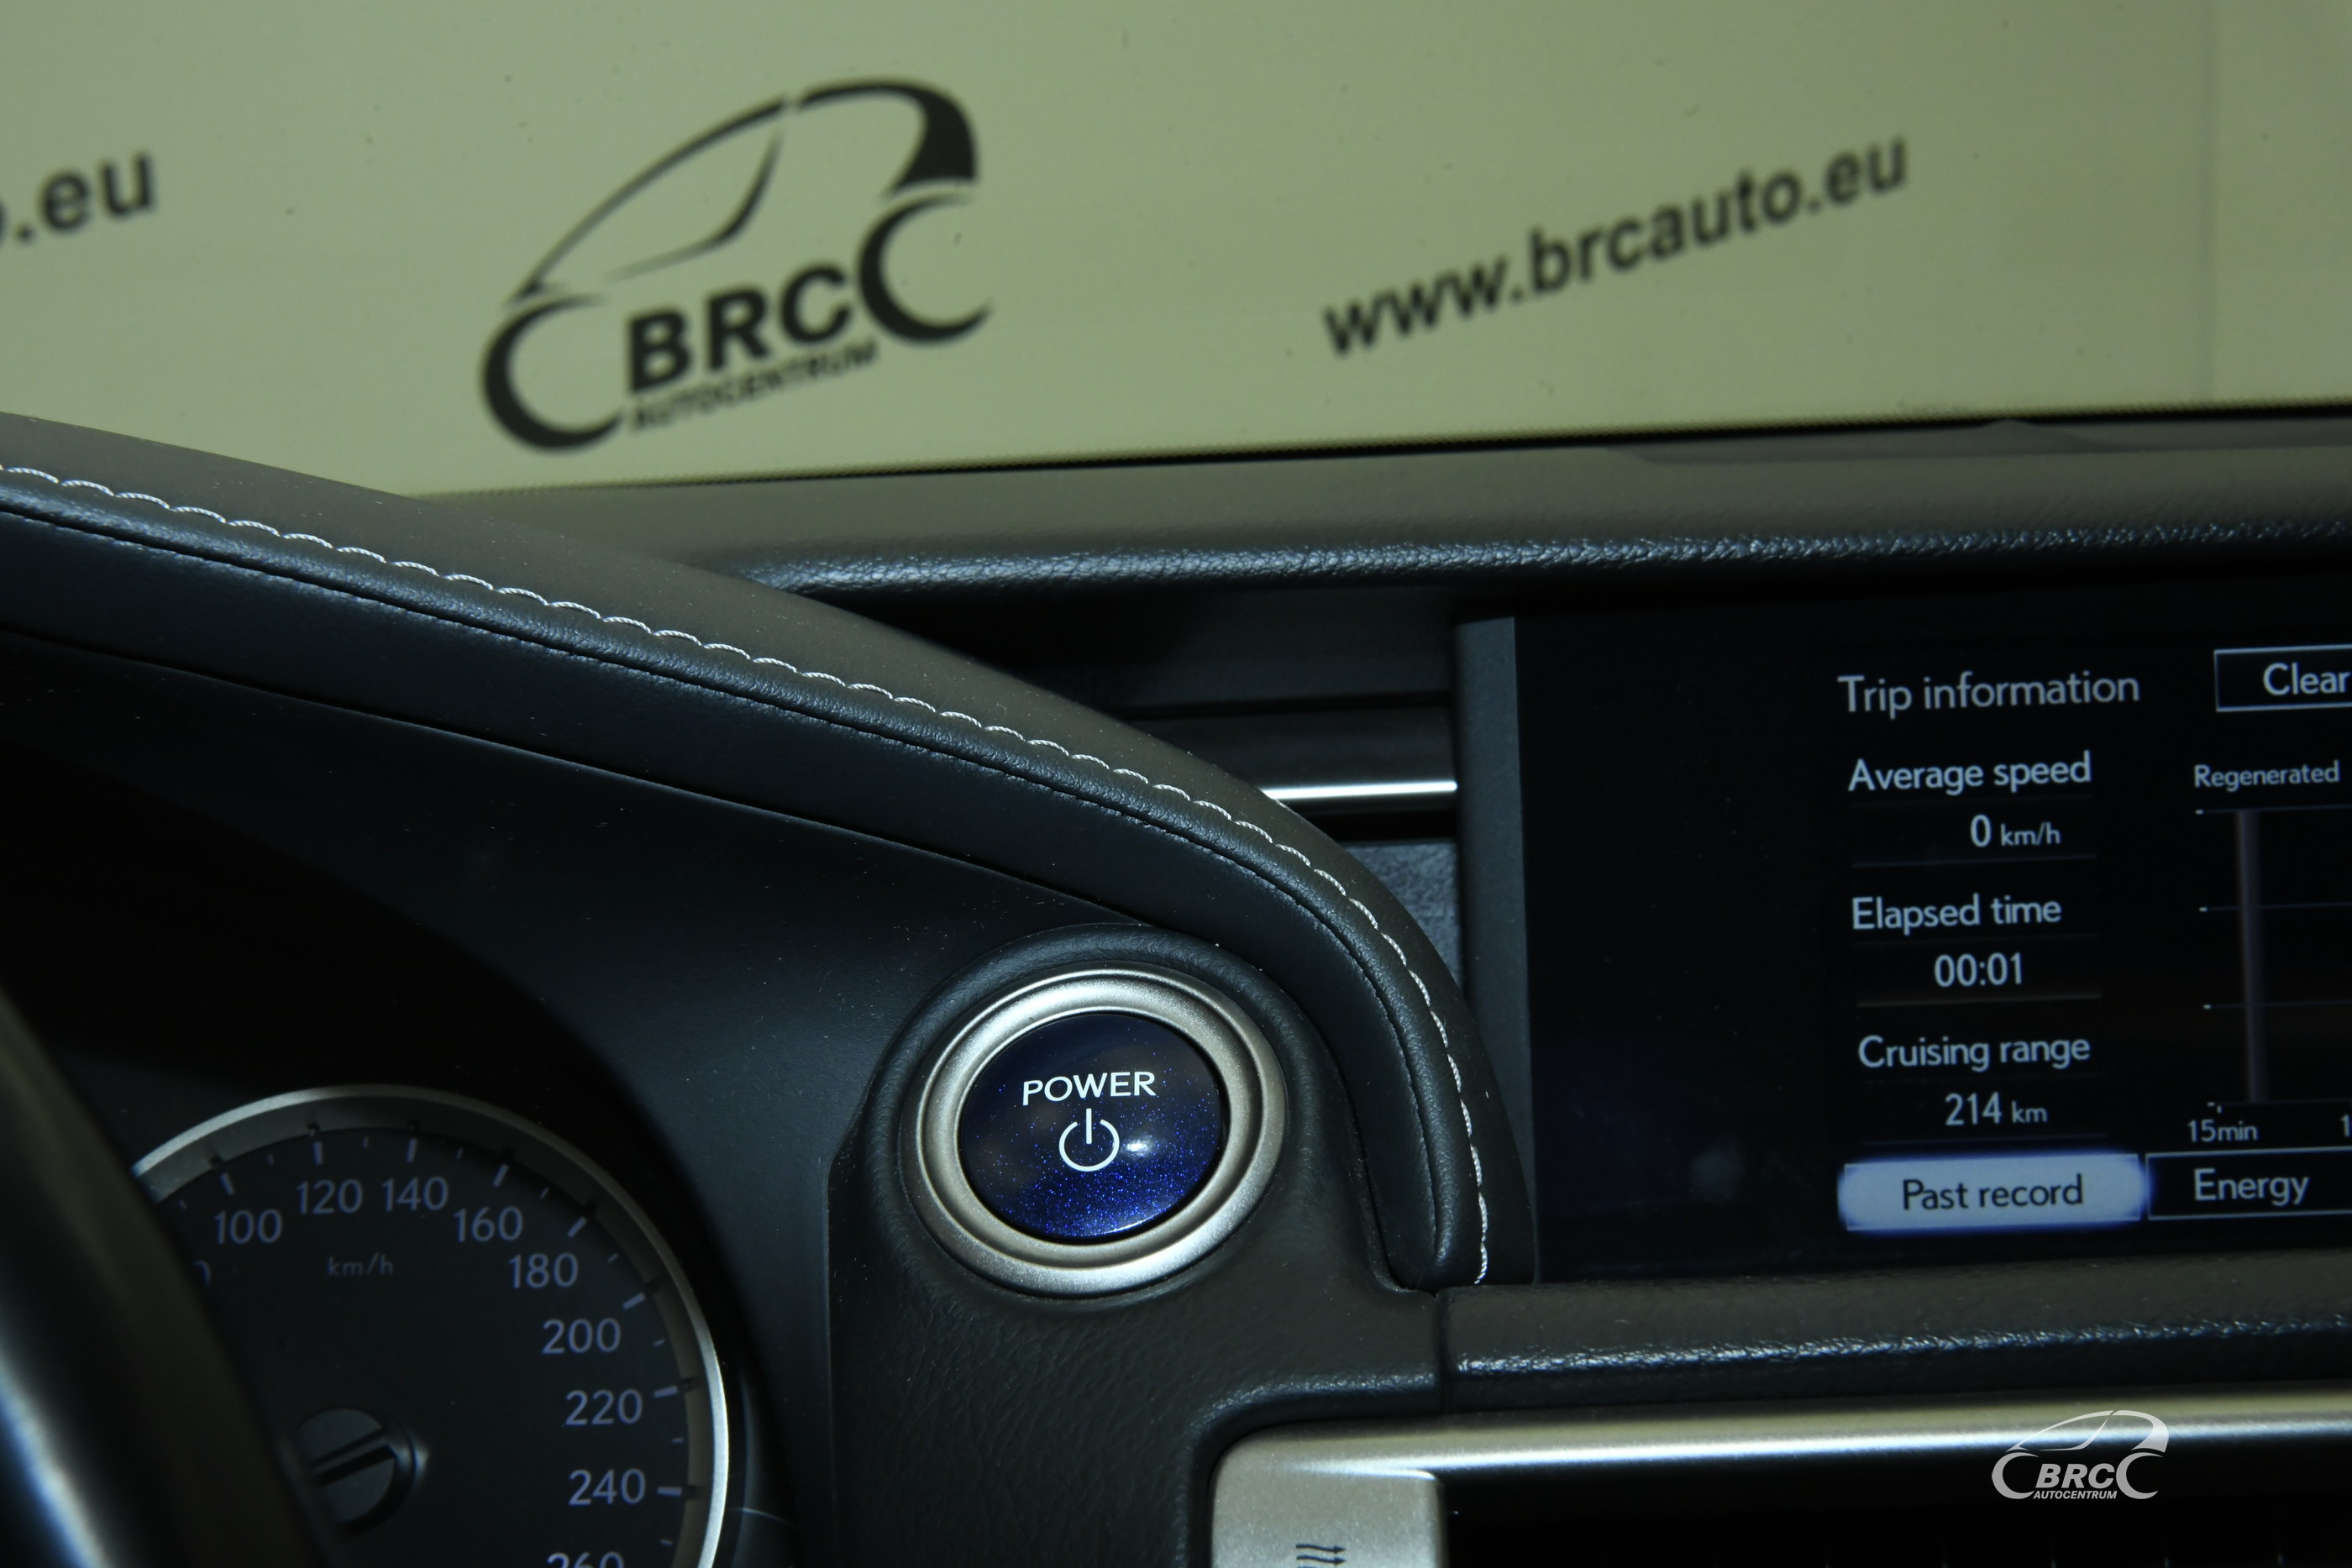 .eu
BRC
AUTOCENTRUM
www.brcauto.eu
Trip information
Clear
Average speed
0 km/h
Regenerated
Elapsed time
00:01
Cruising range
214 km
15min
Past record
Energy
POWER
100
120
140
160
180
200
220
240
260
km/h
BRC
AUTOCENTRUM